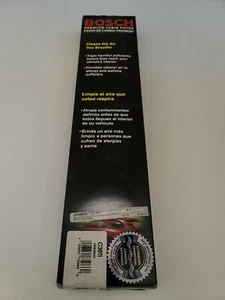 BOSCH
PREMIUM CABIN FILTER
FILTRO DE CABINA PREMIUM
Cleans the Air
You Breathe
• Traps harmful pollutants
before they reach your
vehicle's interior
• Provides cleaner air to
allergy and asthma
sufferers
Limpia el aire que
usted respira
• Atrapa contaminantes
dañinos antes de que
éstos lleguen al interior
de su vehículo
• Brinda un aire más
limpio a personas que
sufren de alergias
y asma
C3611